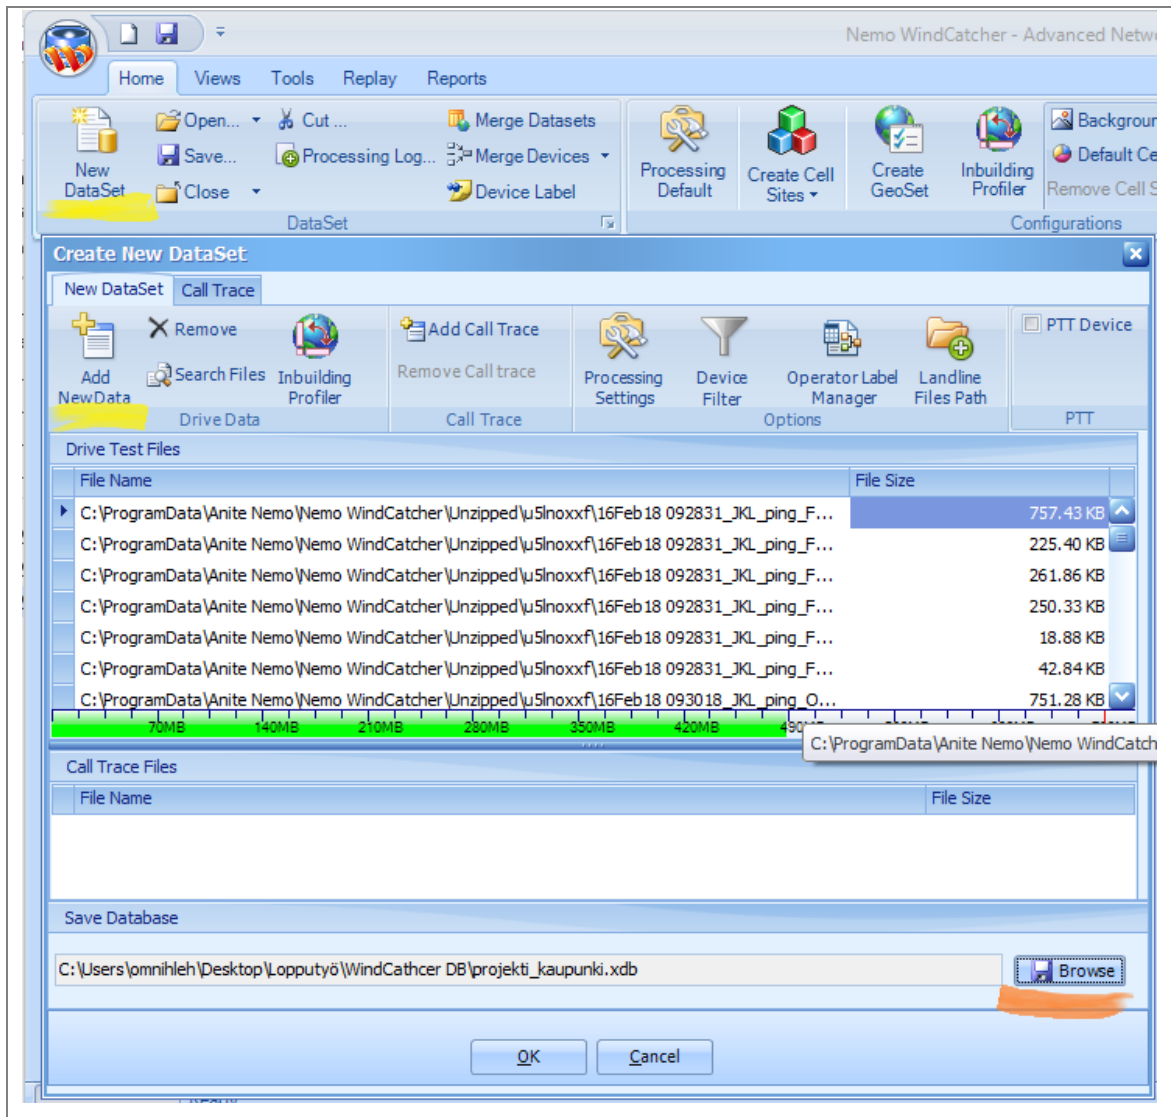 Nemo WindCatcher - Advanced Netw
Home Views Tools Replay Reports
New DataSet
Open...
Save...
Close
Cut ...
Processing Log...
Merge Datasets
Merge Devices
Device Label
DataSet
Processing Default
Create Cell Sites
Create GeoSet
Inbuilding Profiler
Backgroun
Default Ce
Remove Cell S
Configurations
Create New DataSet
New DataSet Call Trace
Add NewData
Remove
Search Files
Inbuilding Profiler
Drive Data
Add Call Trace
Remove Call trace
Call Trace
Processing Settings
Device Filter
Operator Label Manager
Landline Files Path
Options
PTT Device
PTT
Drive Test Files
File Name File Size
C:\ProgramData\Anite Nemo\Nemo WindCatcher\Unzipped\u5lnoxxf\16Feb18 092831_JKL_ping_F... 757.43 KB
C:\ProgramData\Anite Nemo\Nemo WindCatcher\Unzipped\u5lnoxxf\16Feb18 092831_JKL_ping_F... 225.40 KB
C:\ProgramData\Anite Nemo\Nemo WindCatcher\Unzipped\u5lnoxxf\16Feb18 092831_JKL_ping_F... 261.86 KB
C:\ProgramData\Anite Nemo\Nemo WindCatcher\Unzipped\u5lnoxxf\16Feb18 092831_JKL_ping_F... 250.33 KB
C:\ProgramData\Anite Nemo\Nemo WindCatcher\Unzipped\u5lnoxxf\16Feb18 092831_JKL_ping_F... 18.88 KB
C:\ProgramData\Anite Nemo\Nemo WindCatcher\Unzipped\u5lnoxxf\16Feb18 092831_JKL_ping_F... 42.84 KB
C:\ProgramData\Anite Nemo\Nemo WindCatcher\Unzipped\u5lnoxxf\16Feb18 093018_JKL_ping_O... 751.28 KB
70MB 140MB 210MB 280MB 350MB 420MB
C:\ProgramData\Anite Nemo\Nemo WindCatch
Call Trace Files
File Name File Size
Save Database
C:\Users\omnihleh\Desktop\Lopputyö\WindCathcer DB\projekti_kaupunki.xdb
Browse
OK Cancel